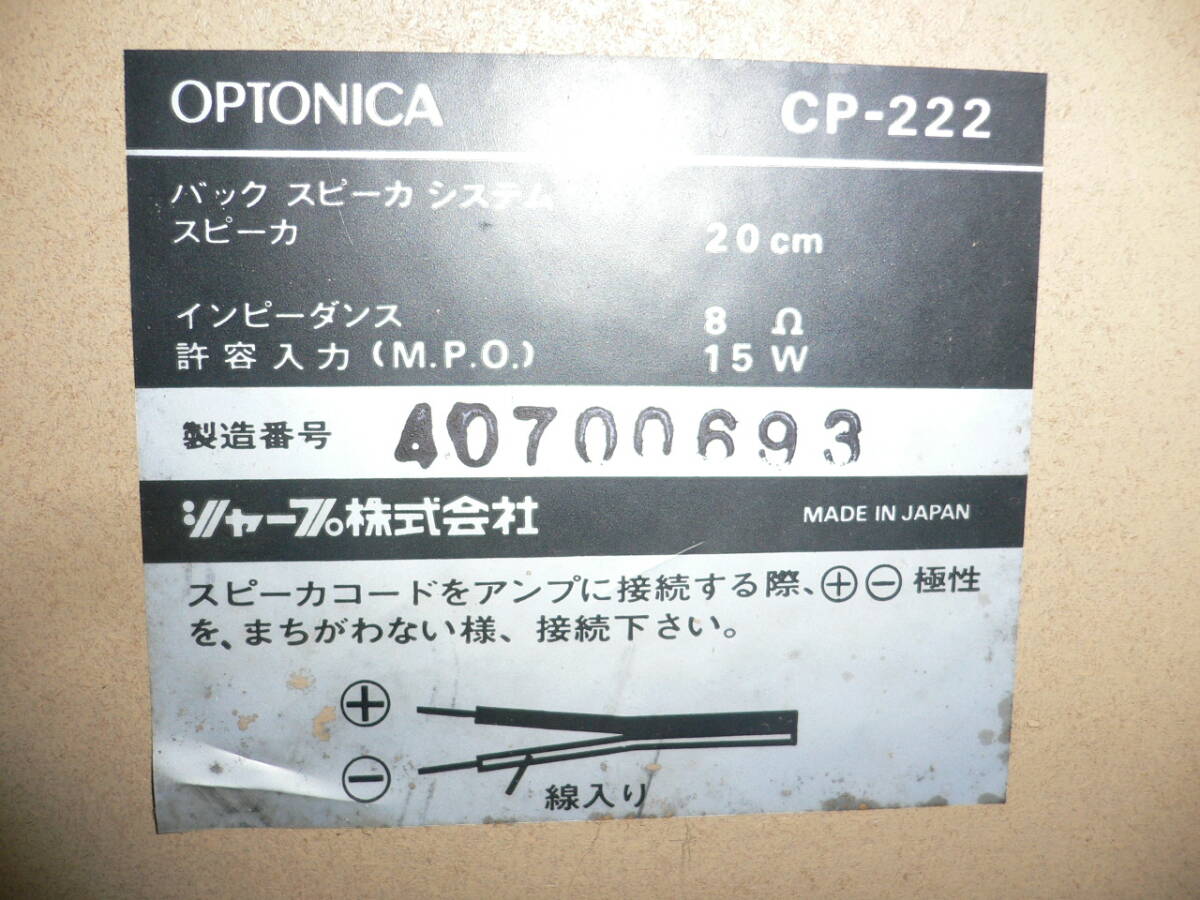 OPTONICA CP-222
バック スピーカ システム
スピーカ 20cm
インピーダンス 8 Ω
許容入力(M.P.O.) 15W
製造番号 40700693
シャープ株式会社 MADE IN JAPAN
スピーカコードをアンプに接続する際、⊕⊖極性
を、まちがわない様、接続下さい。
⊕
⊖
線入り